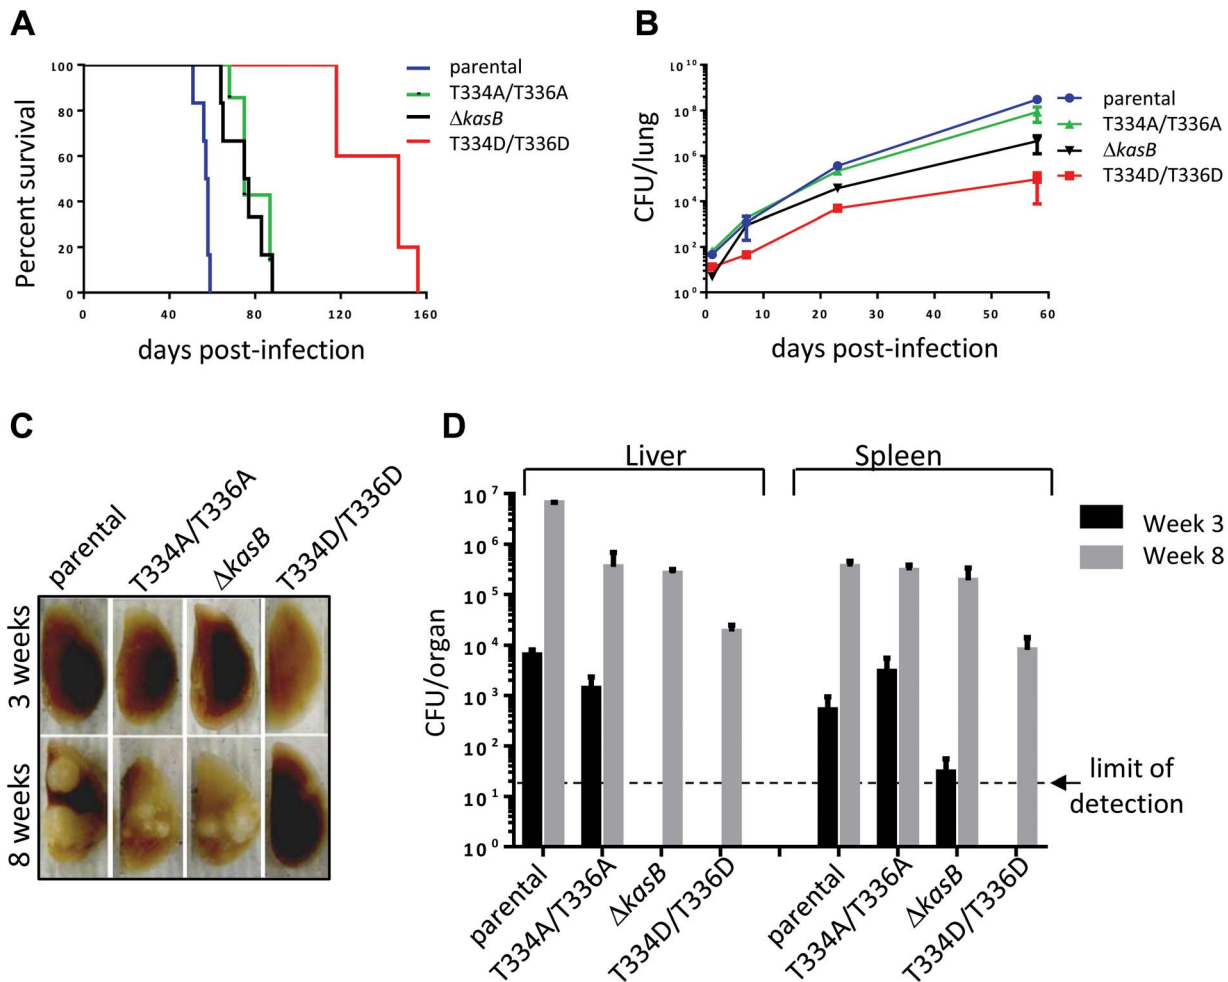 A
Percent survival
100
80
60
40
20
0
0 40 80 120 160
days post-infection
parental
T334A/T336A
ΔkasB
T334D/T336D
B
CFU/lung
10^10
10^8
10^6
10^4
10^2
10^0
0 10 20 30 40 50 60
days post-infection
parental
T334A/T336A
ΔkasB
T334D/T336D
C
parental
T334A/T336A
ΔkasB
T334D/T336D
3 weeks
8 weeks
D
Liver
Spleen
CFU/organ
10^7
10^6
10^5
10^4
10^3
10^2
10^1
10^0
Week 3
Week 8
limit of
detection
parental
T334A/T336A
ΔkasB
T334D/T336D
parental
T334A/T336A
ΔkasB
T334D/T336D